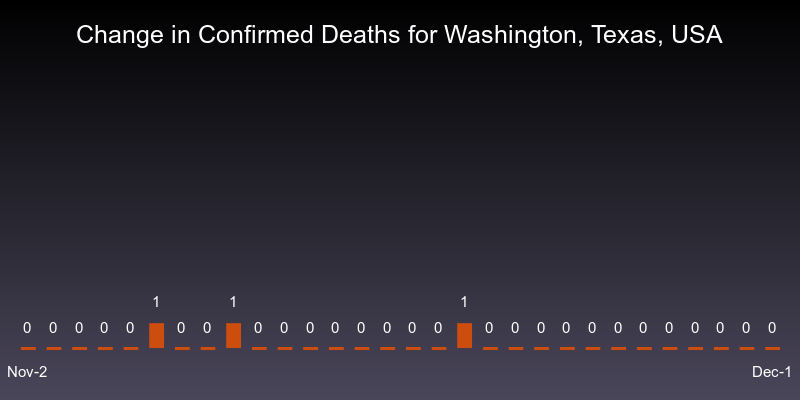 Change in Confirmed Deaths for Washington, Texas, USA
1 1 1
0 0 0 0 0 0 0 0 0 0 0 0 0 0 0 0 0 0 0 0 0 0 0 0 0 0 0
Nov-2 Dec-1